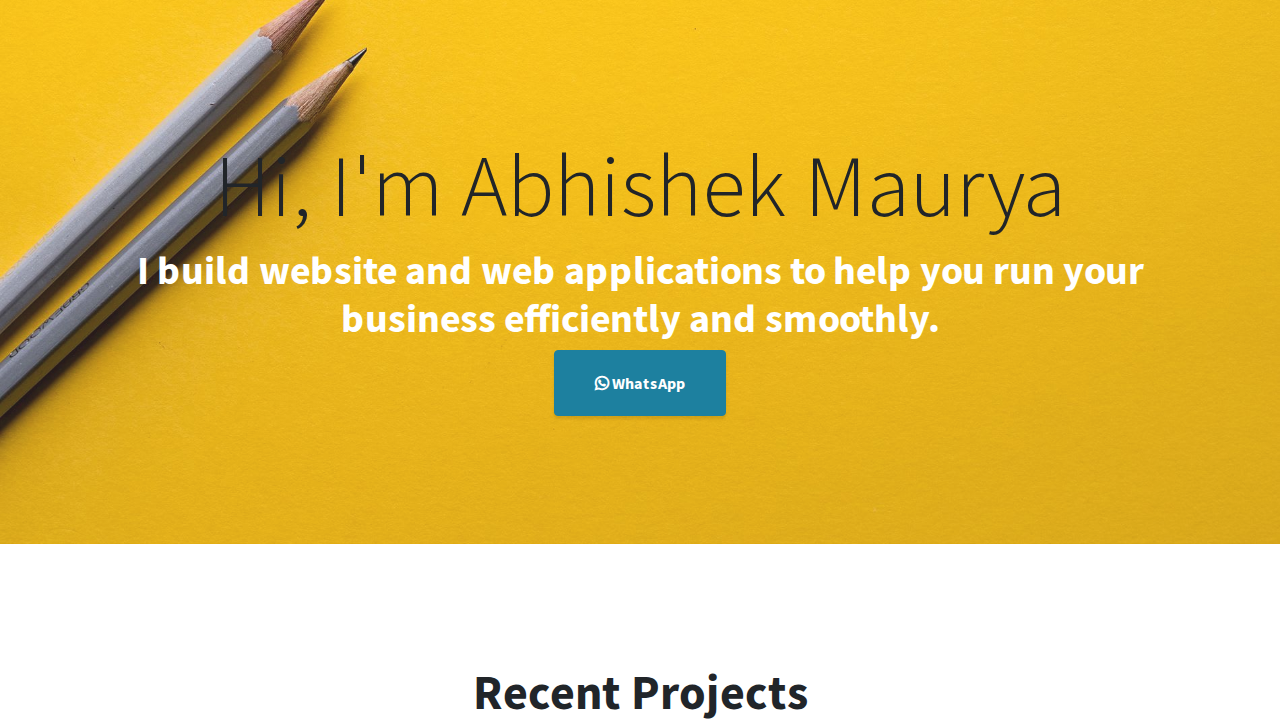 Hi, I'm Abhishek Maurya
I build website and web applications to help you run your
business efficiently and smoothly.
WhatsApp
Recent Projects